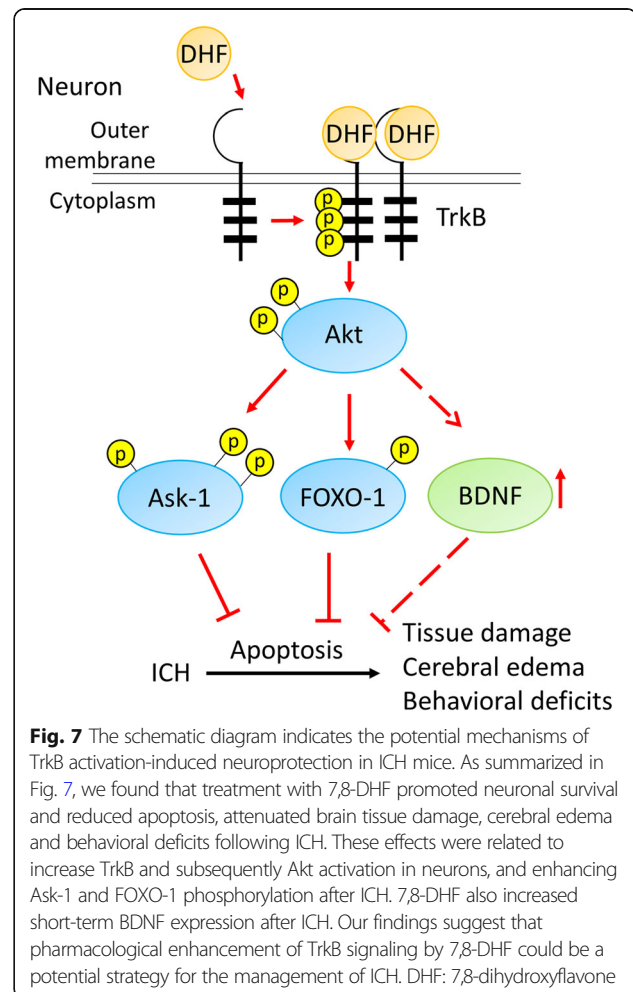 DHF
Neuron
Outer
membrane
DHF DHF
Cytoplasm
p
p
p
TrkB
p
p
Akt
p
p
p
p
Ask-1
FOXO-1
BDNF
Apoptosis
ICH
Tissue damage
Cerebral edema
Behavioral deficits
Fig. 7 The schematic diagram indicates the potential mechanisms of
TrkB activation-induced neuroprotection in ICH mice. As summarized in
Fig. 7, we found that treatment with 7,8-DHF promoted neuronal survival
and reduced apoptosis, attenuated brain tissue damage, cerebral edema
and behavioral deficits following ICH. These effects were related to
increase TrkB and subsequently Akt activation in neurons, and enhancing
Ask-1 and FOXO-1 phosphorylation after ICH. 7,8-DHF also increased
short-term BDNF expression after ICH. Our findings suggest that
pharmacological enhancement of TrkB signaling by 7,8-DHF could be a
potential strategy for the management of ICH. DHF: 7,8-dihydroxyflavone